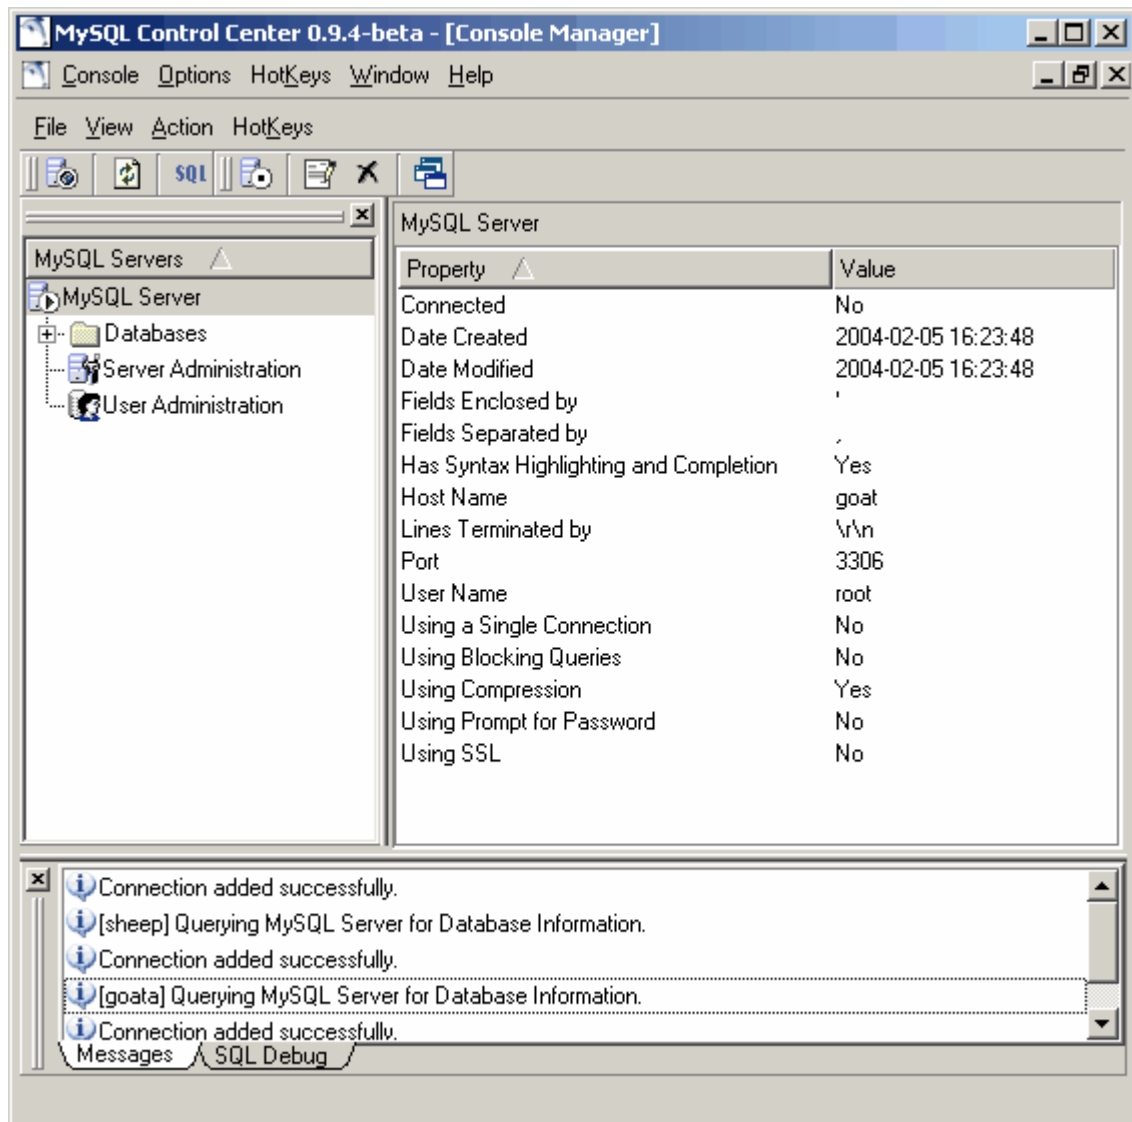 MySQL Control Center 0.9.4-beta - [Console Manager]
Console Options HotKeys Window Help
File View Action HotKeys
SQL
MySQL Servers
MySQL Server
Databases
Server Administration
User Administration
MySQL Server
Property Value
Connected No
Date Created 2004-02-05 16:23:48
Date Modified 2004-02-05 16:23:48
Fields Enclosed by '
Fields Separated by ,
Has Syntax Highlighting and Completion Yes
Host Name goat
Lines Terminated by \r\n
Port 3306
User Name root
Using a Single Connection No
Using Blocking Queries No
Using Compression Yes
Using Prompt for Password No
Using SSL No
Connection added successfully.
[sheep] Querying MySQL Server for Database Information.
Connection added successfully.
[goata] Querying MySQL Server for Database Information.
Connection added successfully.
Messages SQL Debug